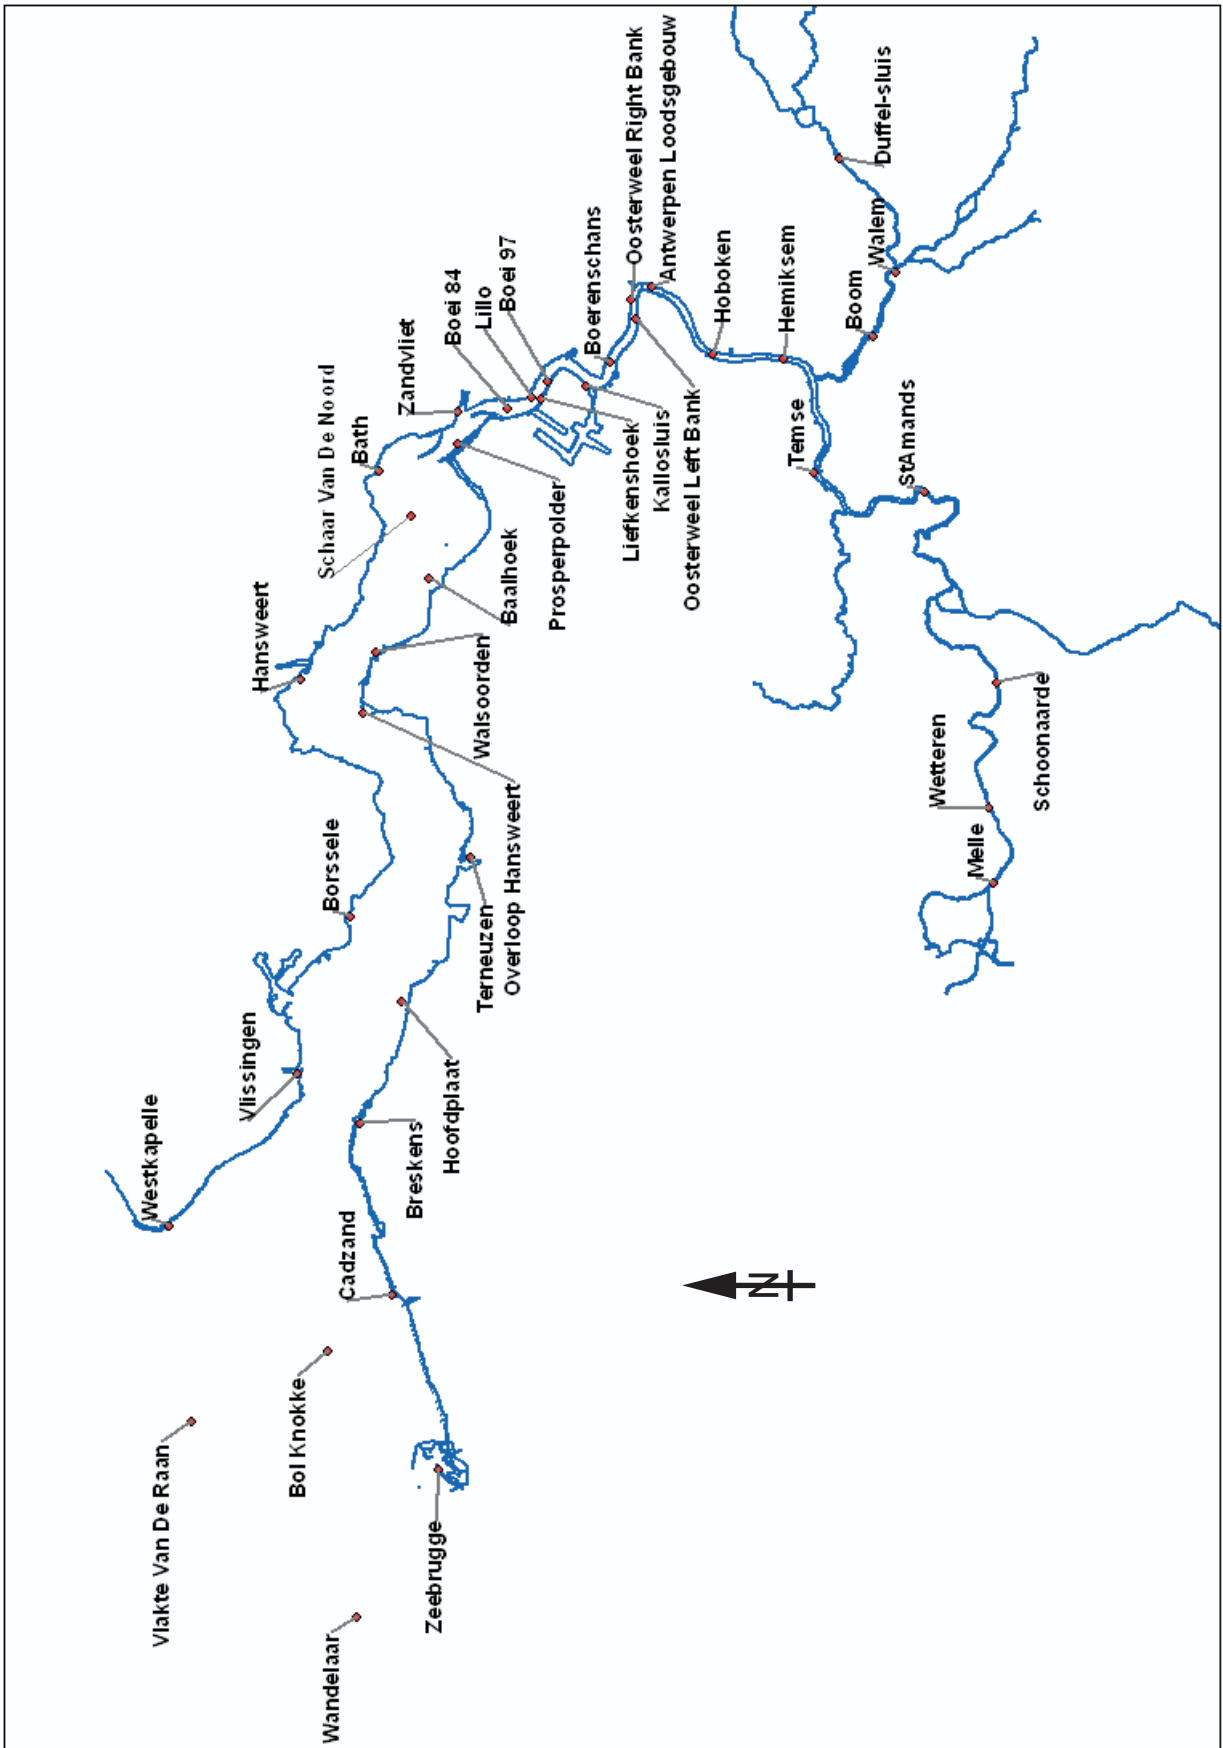 Vlakte Van De Raan
Wandelaar
Zeebrugge
Bol Knokke
Cadzand
Westkapelle
Breskens
Vlissingen
Hoofdplaat
Borssele
Terneuzen
Overloop Hansweert
Hansweert
Walsoorden
Baalhoek
Schaar Van De Noord
Bath
Zandvliet
Prosperpolder
Boei 84
Lillo
Boei 97
Liefkenshoek
Kallosluis
Boerenschans
Oosterweel Left Bank
Oosterweel Right Bank
Antwerpen Loodsgebouw
Hoboken
Hemiksem
Temse
Boom
Walem
Duffel-sluis
StAmands
Schoonaarde
Wetteren
Melle
N